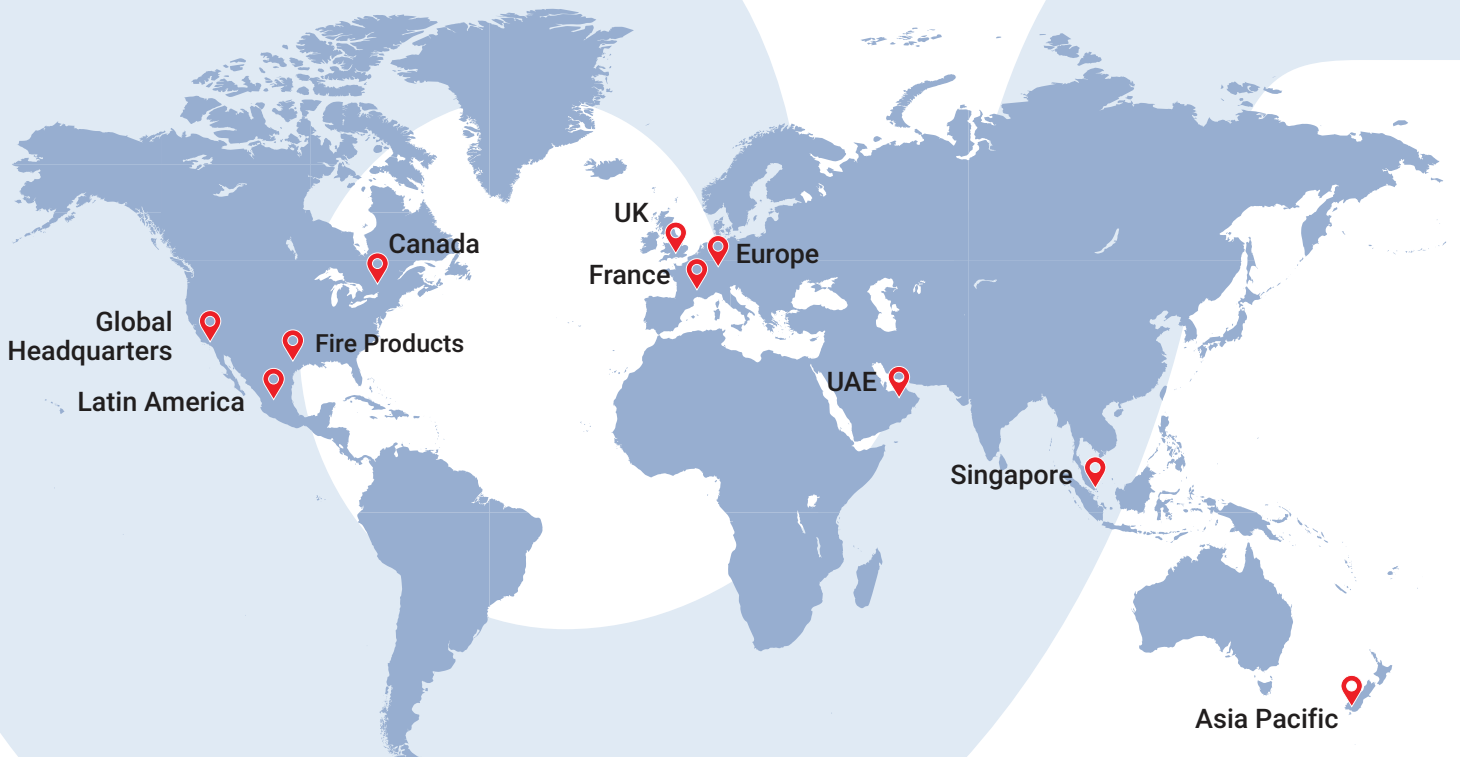 UK
Canada
Europe
France
Global
Headquarters
Fire Products
UAE
Latin America
Singapore
Asia Pacific